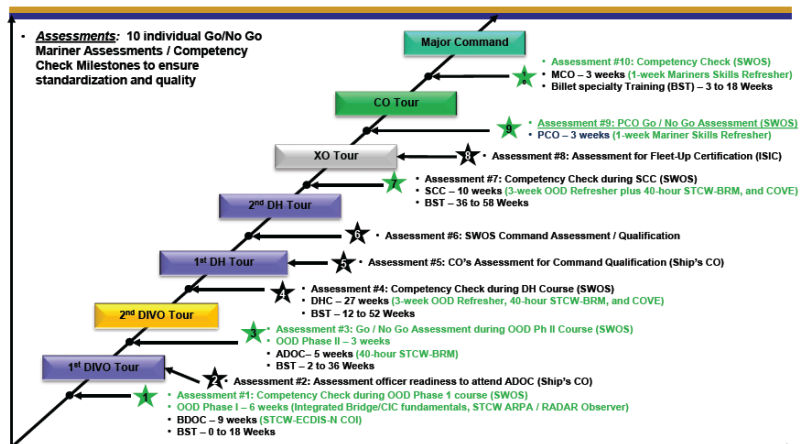 • Assessments: 10 individual Go/No Go
Mariner Assessments / Competency
Check Milestones to ensure
standardization and quality
Major Command
10
• Assessment #10: Competency Check (SWOS)
• MCO – 3 weeks (1-week Mariners Skills Refresher)
• Billet specialty Training (BST) – 3 to 18 Weeks
CO Tour
9
• Assessment #9: PCO Go / No Go Assessment (SWOS)
• PCO – 3 weeks (1-week Mariner Skills Refresher)
XO Tour
8
• Assessment #8: Assessment for Fleet-Up Certification (ISIC)
7
• Assessment #7: Competency Check during SCC (SWOS)
• SCC – 10 weeks (3-week OOD Refresher plus 40-hour STCW-BRM, and COVE)
• BST – 36 to 58 Weeks
2nd DH Tour
6
• Assessment #6: SWOS Command Assessment / Qualification
1st DH Tour
5
• Assessment #5: CO's Assessment for Command Qualification (Ship's CO)
4
• Assessment #4: Competency Check during DH Course (SWOS)
• DHC – 27 weeks (3-week OOD Refresher, 40-hour STCW-BRM, and COVE)
• BST – 12 to 52 Weeks
2nd DIVO Tour
3
• Assessment #3: Go / No Go Assessment during OOD Ph II Course (SWOS)
• OOD Phase II – 3 weeks
• ADOC– 5 weeks (40-hour STCW-BRM)
• BST – 2 to 36 Weeks
1st DIVO Tour
2
• Assessment #2: Assessment officer readiness to attend ADOC (Ship's CO)
1
• Assessment #1: Competency Check during OOD Phase 1 course (SWOS)
• OOD Phase I – 6 weeks (Integrated Bridge/CIC fundamentals, STCW ARPA / RADAR Observer)
• BDOC – 9 weeks (STCW-ECDIS-N COI)
• BST – 0 to 18 Weeks